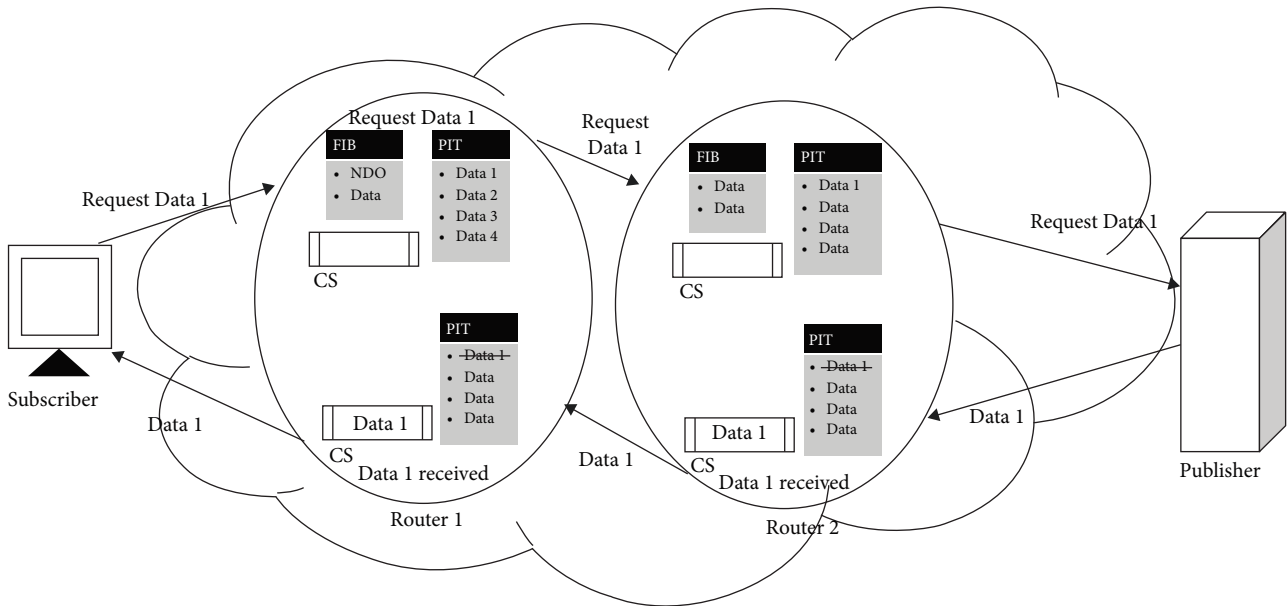 Request Data 1
Request Data 1
FIB
• NDO
• Data
PIT
• Data 1
• Data 2
• Data 3
• Data 4
CS
Request
Data 1
FIB
• Data
• Data
PIT
• Data 1
• Data
• Data
• Data
CS
Request Data 1
Subscriber
Data 1
PIT
• Data 1
• Data
• Data
• Data
Data 1
CS
Data 1 received
Router 1
Data 1
PIT
• Data 1
• Data
• Data
• Data
Data 1
CS
Data 1 received
Router 2
Data 1
Publisher